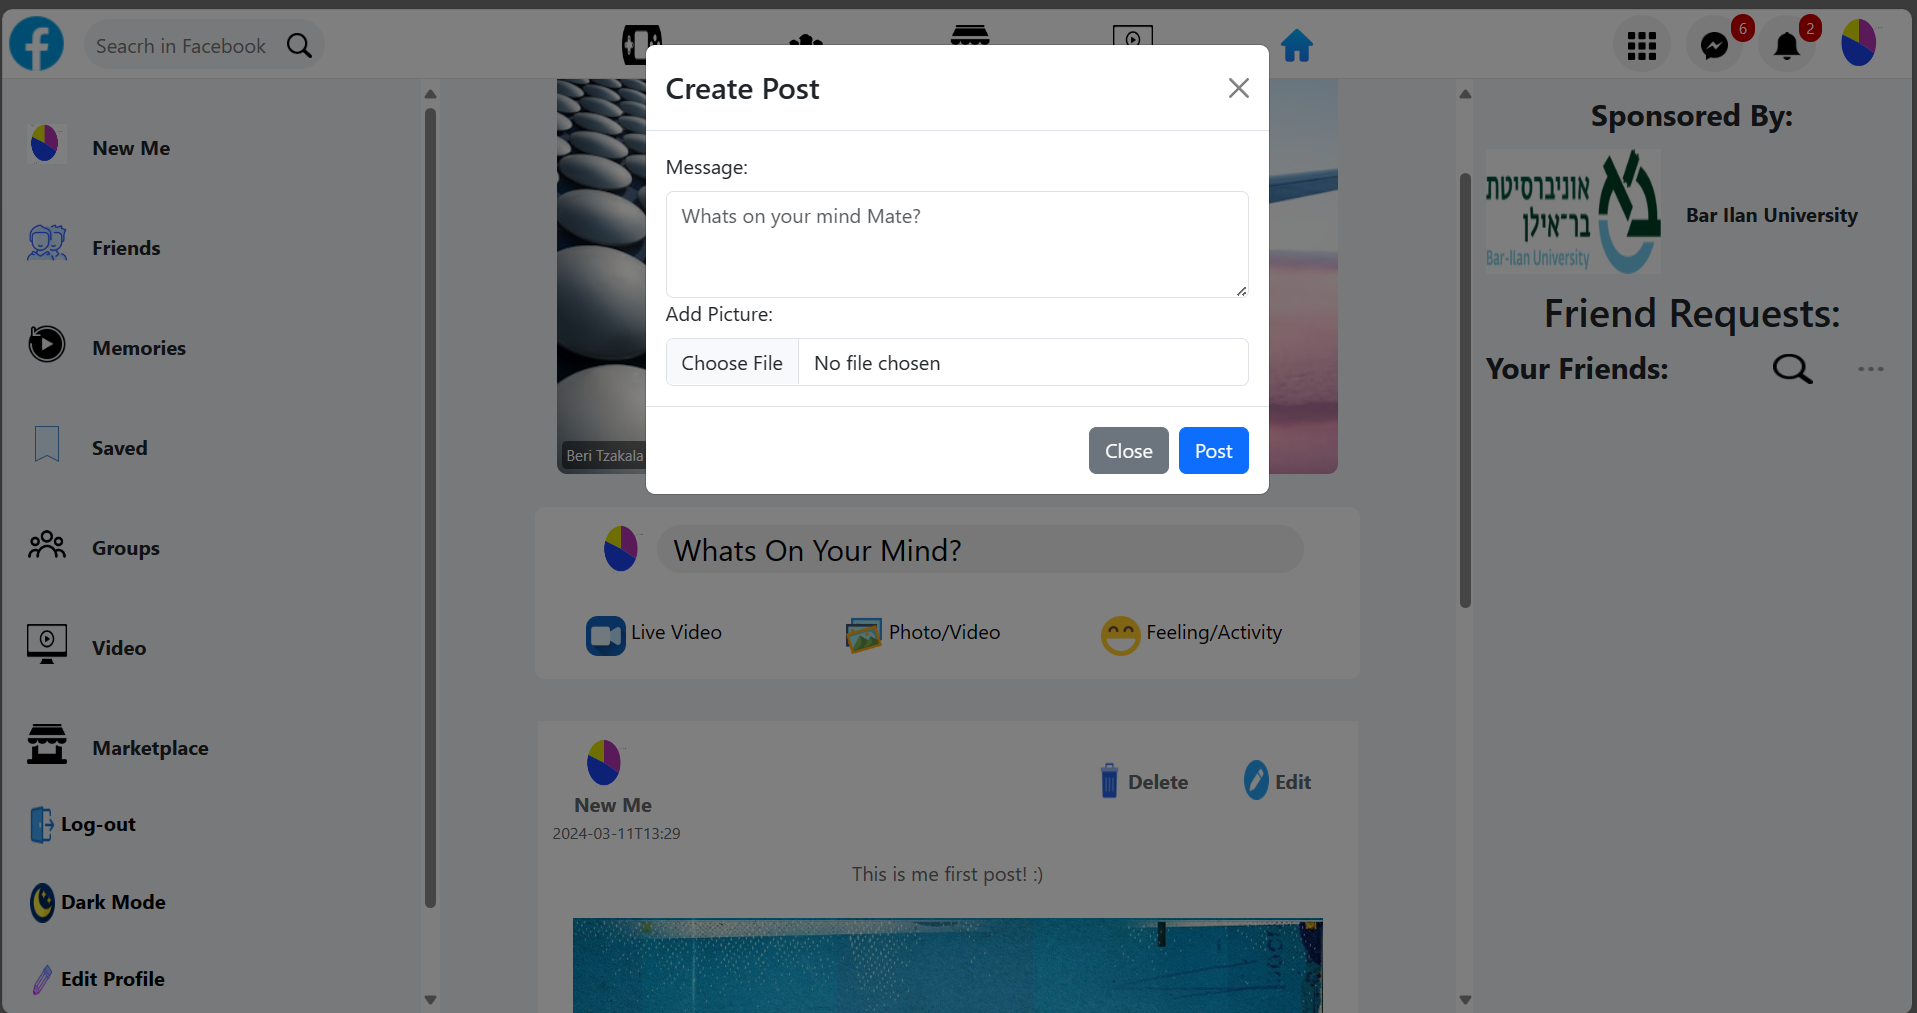 Seacrh in Facebook
6
2
Create Post
Message:
Whats on your mind Mate?
Add Picture:
Choose File No file chosen
Close Post
New Me
Friends
Memories
Saved
Groups
Video
Marketplace
Log-out
Dark Mode
Edit Profile
Beri Tzakala
Whats On Your Mind?
Live Video Photo/Video Feeling/Activity
New Me
2024-03-11T13:29
Delete Edit
This is me first post! :)
Sponsored By:
אוניברסיטת
בר־אילן
Bar-Ilan University
Bar Ilan University
Friend Requests:
Your Friends: